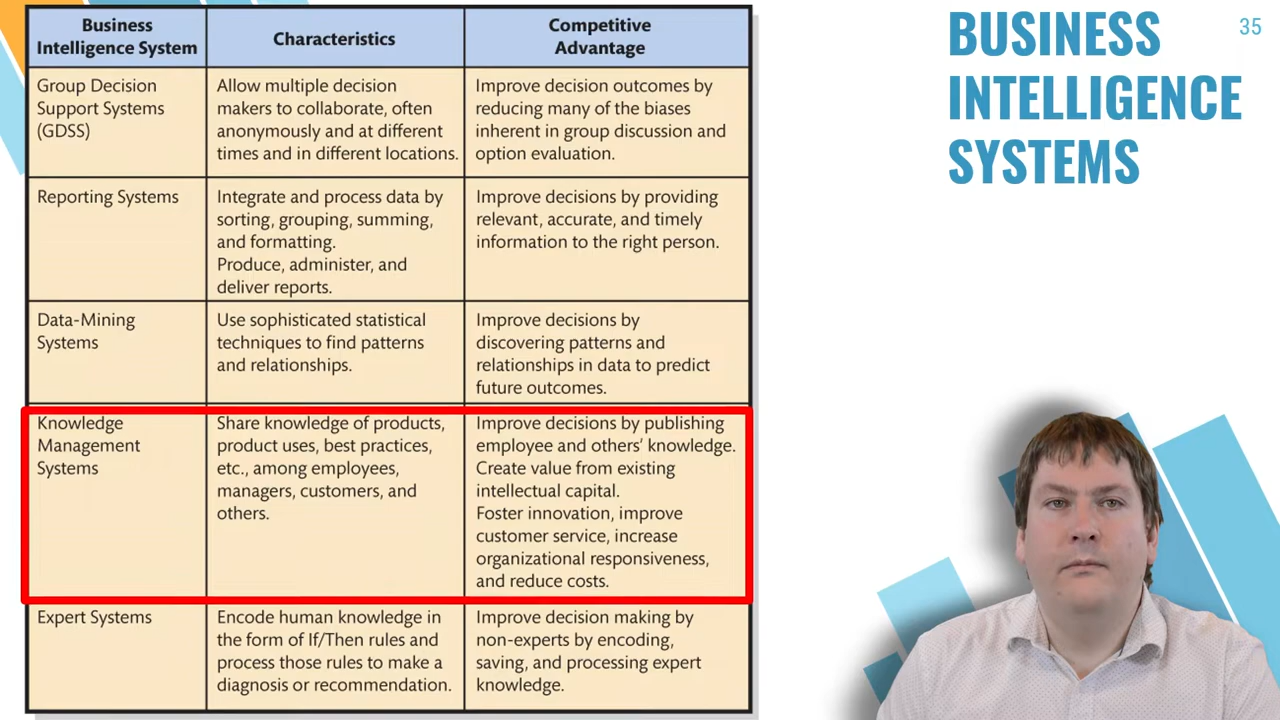 Business
Intelligence System
Characteristics
Competitive
Advantage
Group Decision
Support Systems
(GDSS)
Allow multiple decision
makers to collaborate, often
anonymously and at different
times and in different locations.
Improve decision outcomes by
reducing many of the biases
inherent in group discussion and
option evaluation.
Reporting Systems
Integrate and process data by
sorting, grouping, summing,
and formatting.
Produce, administer, and
deliver reports.
Improve decisions by providing
relevant, accurate, and timely
information to the right person.
Data-Mining
Systems
Use sophisticated statistical
techniques to find patterns
and relationships.
Improve decisions by
discovering patterns and
relationships in data to predict
future outcomes.
Knowledge
Management
Systems
Share knowledge of products,
product uses, best practices,
etc., among employees,
managers, customers, and
others.
Improve decisions by publishing
employee and others’ knowledge.
Create value from existing
intellectual capital.
Foster innovation, improve
customer service, increase
organizational responsiveness,
and reduce costs.
Expert Systems
Encode human knowledge in
the form of If/Then rules and
process those rules to make a
diagnosis or recommendation.
Improve decision making by
non-experts by encoding,
saving, and processing expert
knowledge.
BUSINESS
INTELLIGENCE
SYSTEMS
35